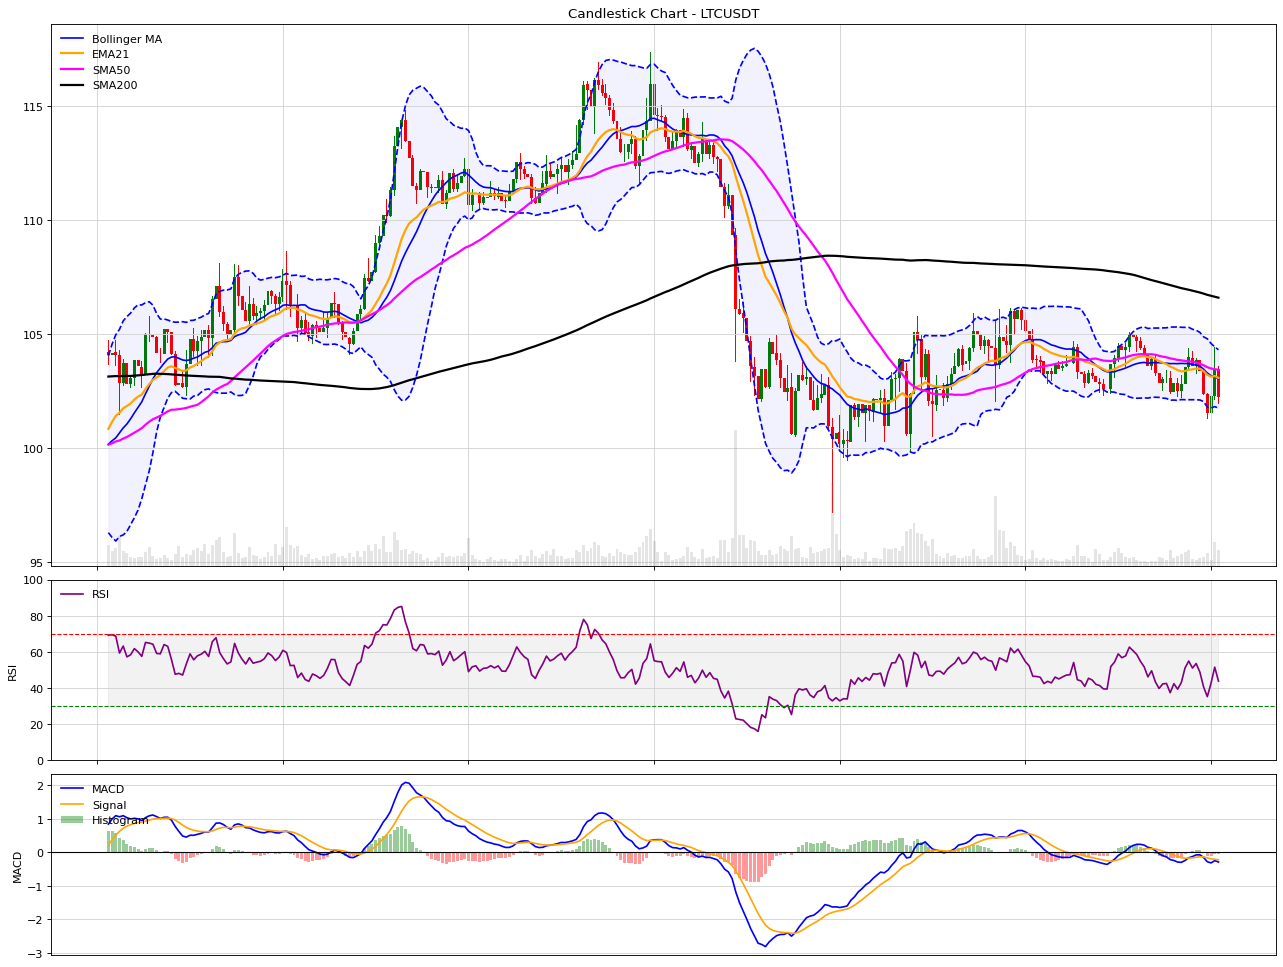 Candlestick Chart - LTCUSDT
Bollinger MA
EMA21
SMA50
SMA200
115
110
105
100
95
100
80
60
40
20
0
RSI
RSI
2
1
0
−1
−2
−3
MACD
MACD
Signal
Histogram